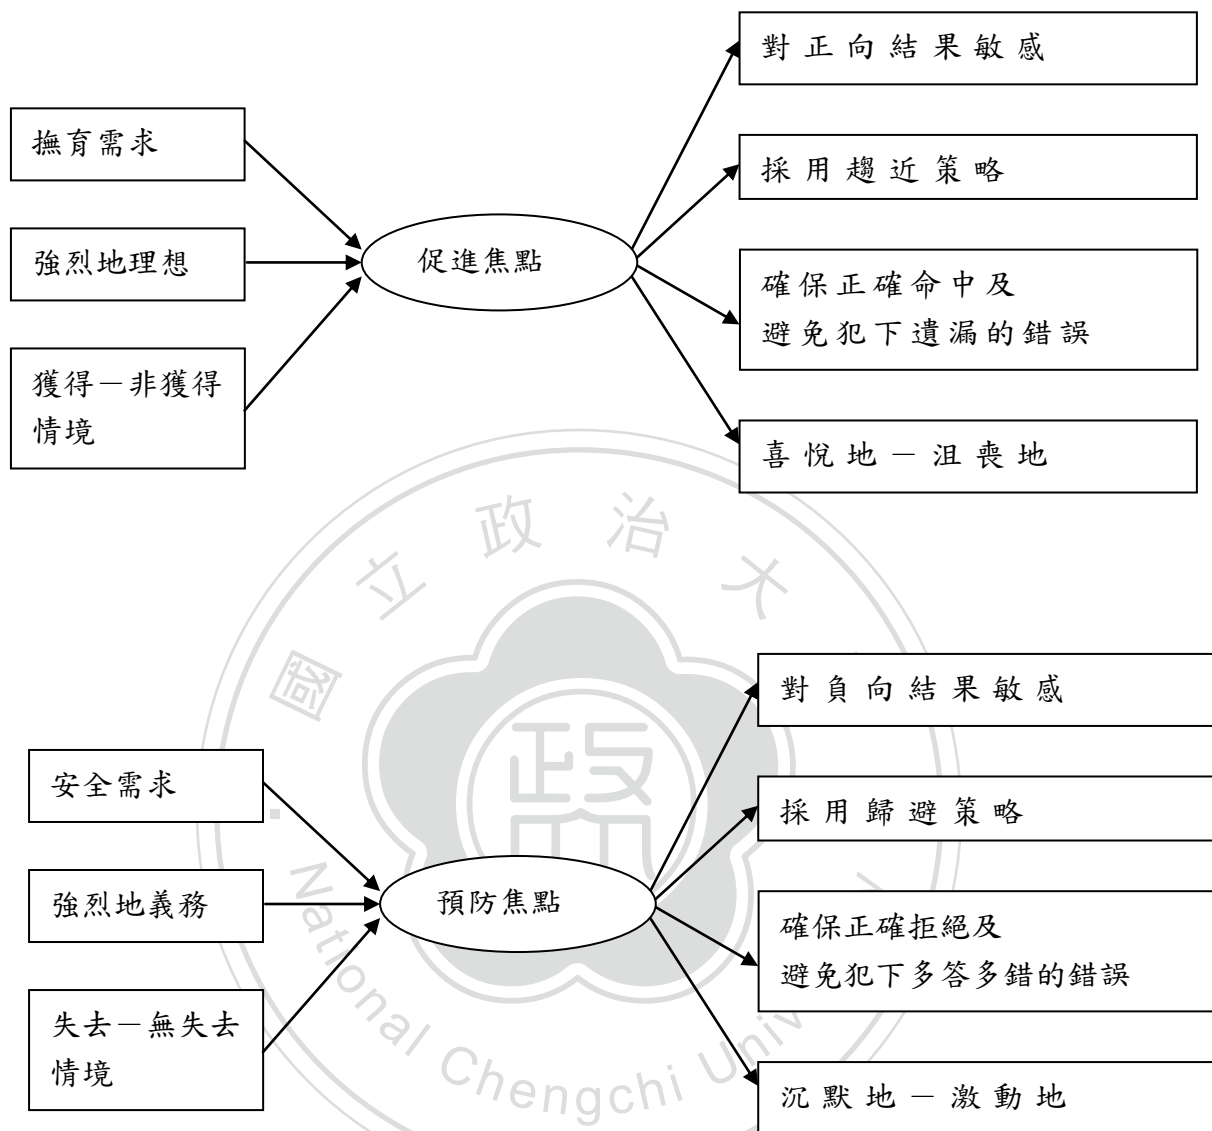 對正向結果敏感
撫育需求
採用趨近策略
強烈地理想
促進焦點
確保正確命中及
避免犯下遺漏的錯誤
獲得－非獲得
情境
喜悅地－沮喪地
國立政治大
政
對負向結果敏感
安全需求
採用歸避策略
強烈地義務
預防焦點
確保正確拒絕及
避免犯下多答多錯的錯誤
失去－無失去
情境
沉默地－激動地
National Chengchi Univ